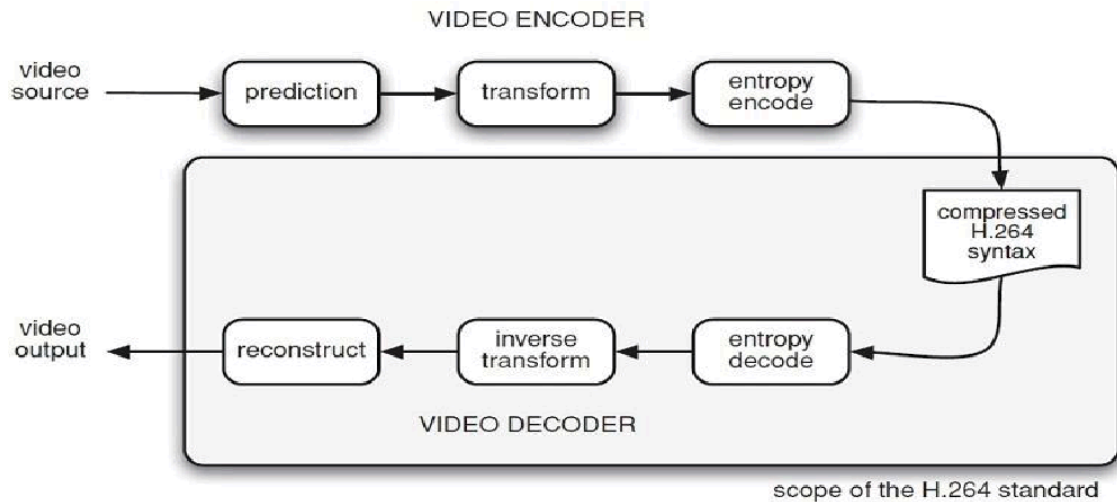 VIDEO ENCODER
video
source
prediction
transform
entropy
encode
compressed
H.264
syntax
video
output
reconstruct
inverse
transform
entropy
decode
VIDEO DECODER
scope of the H.264 standard